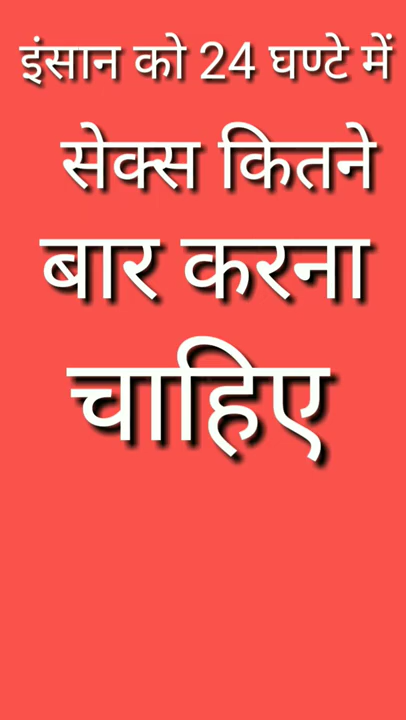 इंसान को 24 घण्टे में
सेक्स कितने
बार करना
चाहिए